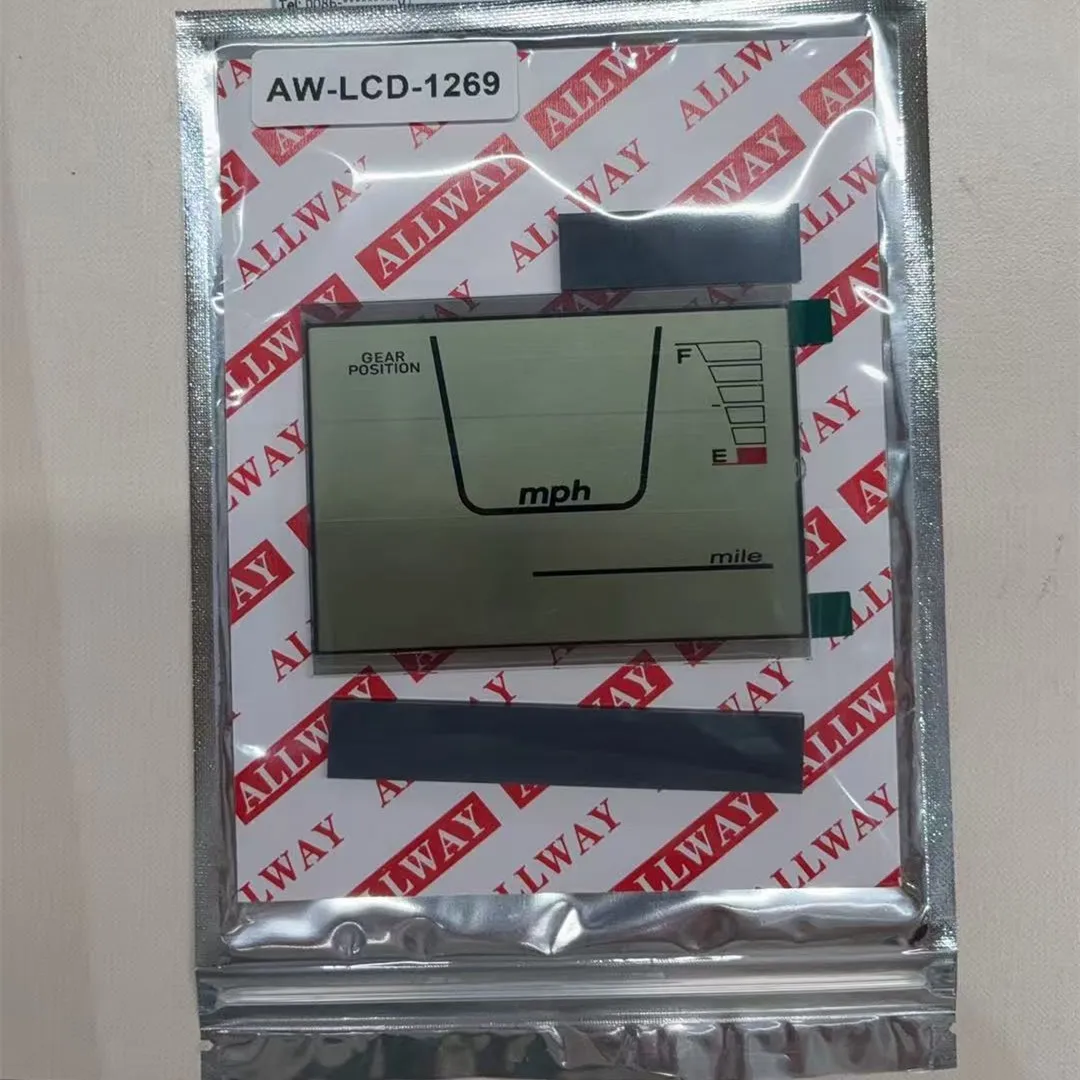 AW-LCD-1269
ALLWAY
GEAR
POSITION
F
E
mph
mile